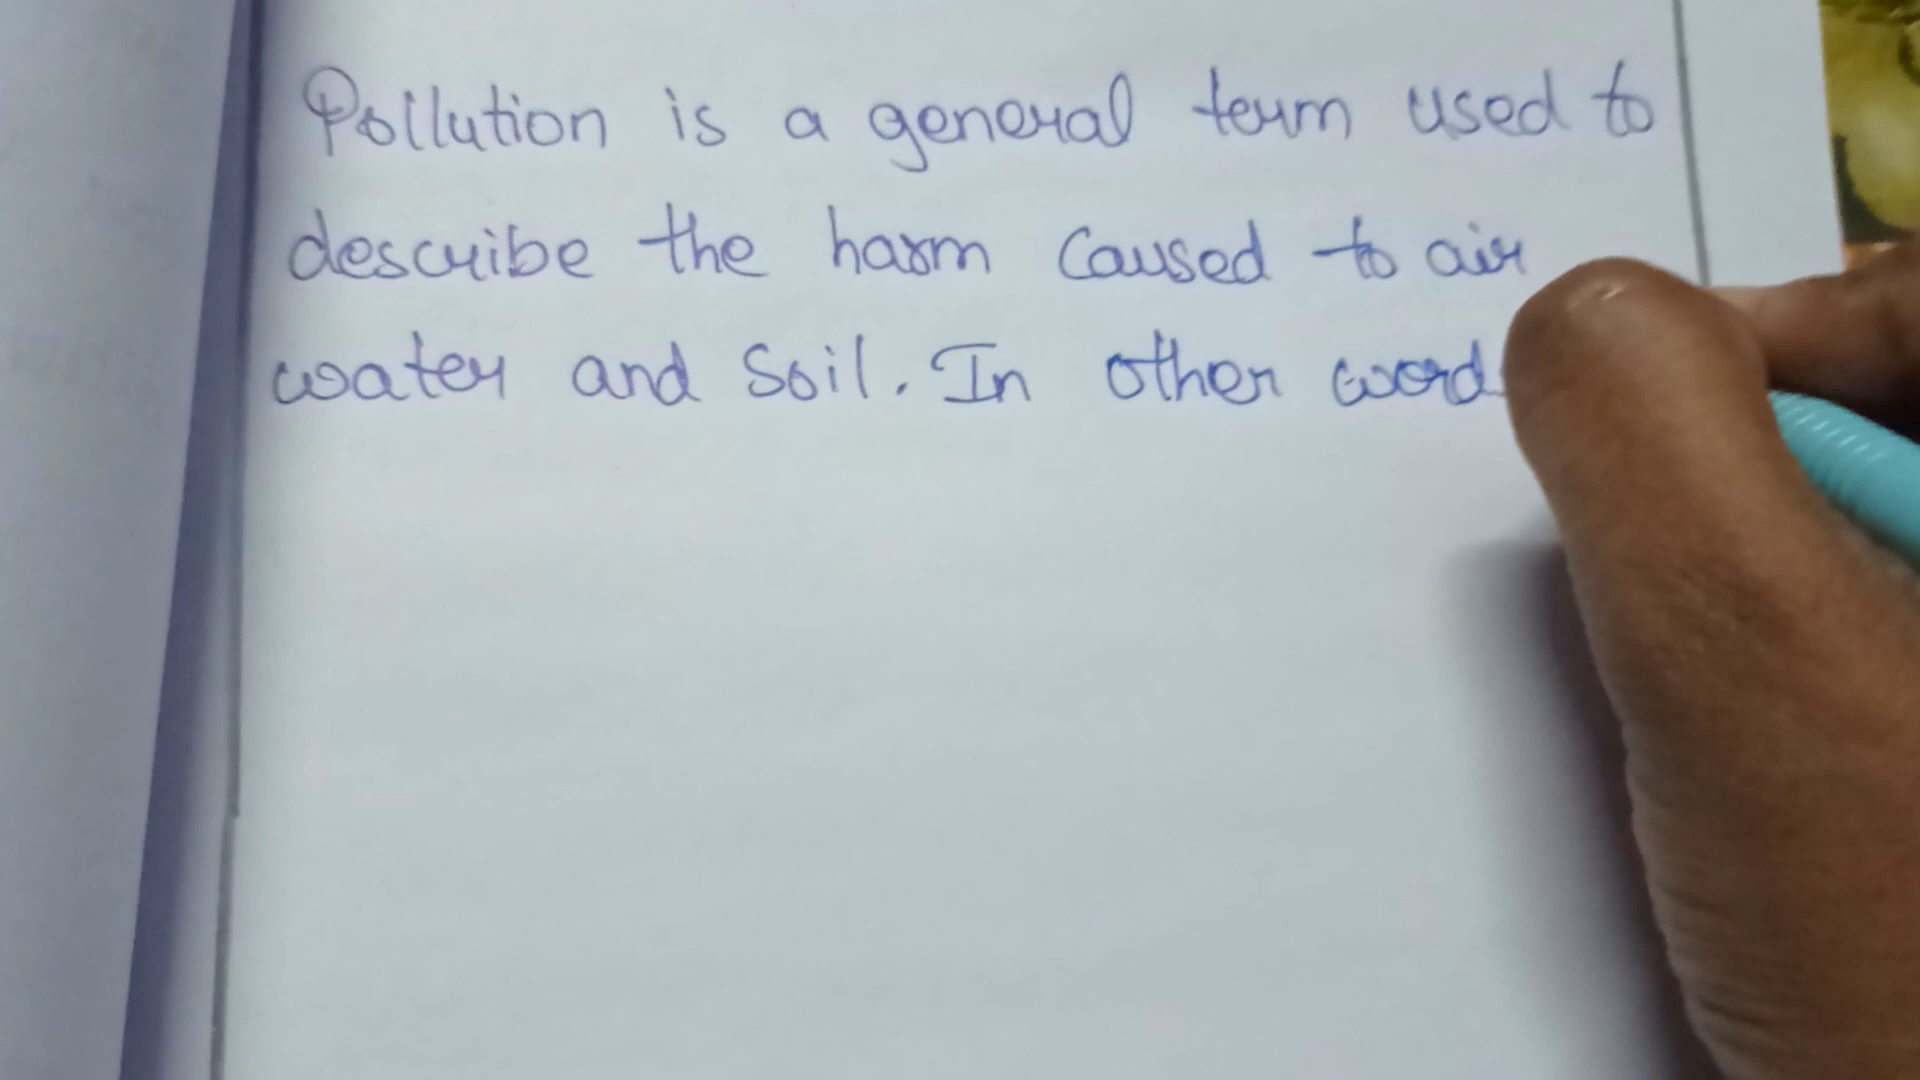 Pollution is a general term used to
describe the harm caused to air
water and soil. In other word